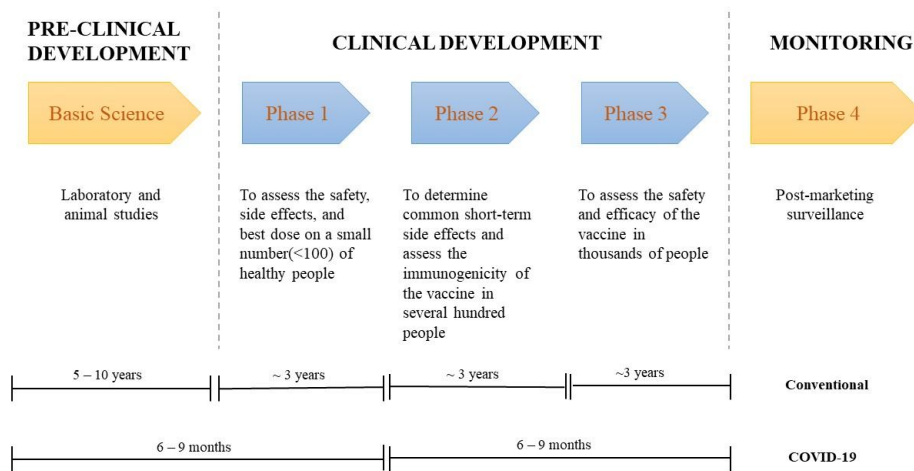 PRE-CLINICAL
DEVELOPMENT
CLINICAL DEVELOPMENT
MONITORING
Basic Science
Phase 1
Phase 2
Phase 3
Phase 4
Laboratory and
animal studies
To assess the safety,
side effects, and
best dose on a small
number(<100) of
healthy people
To determine
common short-term
side effects and
assess the
immunogenicity of
the vaccine in
several hundred
people
To assess the safety
and efficacy of the
vaccine in
thousands of people
Post-marketing
surveillance
5 – 10 years
~ 3 years
~ 3 years
~3 years
Conventional
6 – 9 months
6 – 9 months
COVID-19